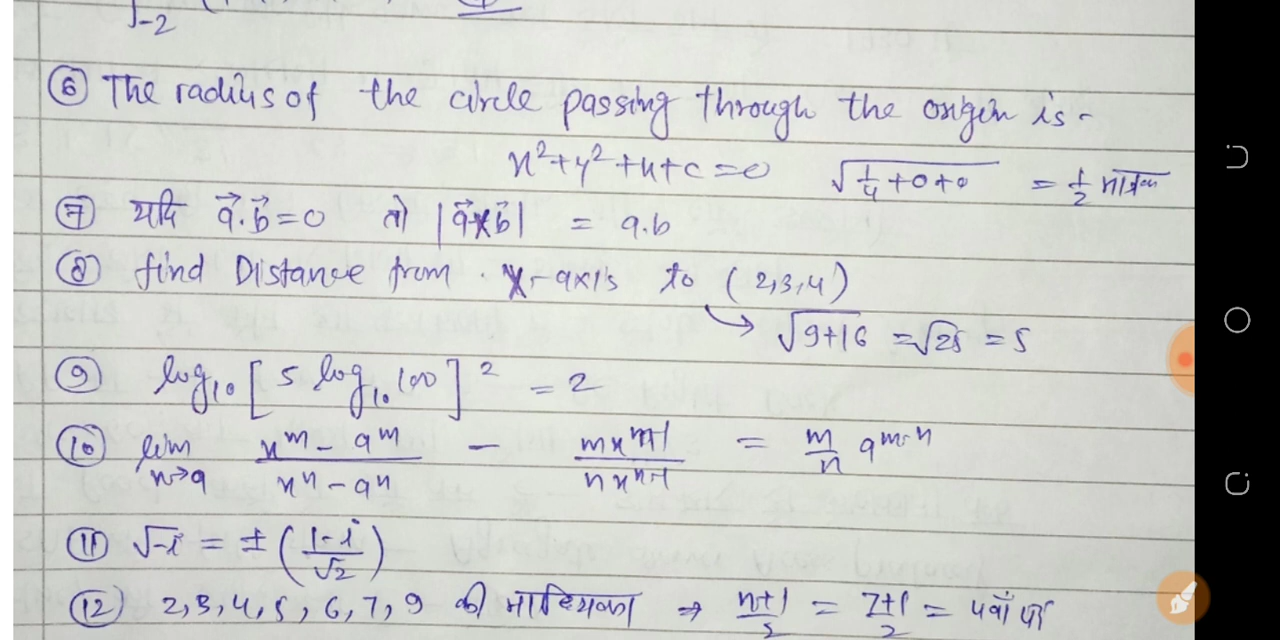 ∫-2
⑥ The radius of the circle passing through the origin is -
x²+y²+x+c=0 √(1/4+0+0) = 1/2 मात्रक
⑦ यदि a⃗.b⃗=0 तो |a⃗×b⃗| = a.b
⑧ find Distance from x-axis to (2,3,4)
→ √9+16 =√25 = 5
⑨ log₁₀[5 log₁₀100]² = 2
⑩ lim x→a (xᵐ-aᵐ)/(xⁿ-aⁿ) - (mxᵐ⁻¹)/(nxⁿ⁻¹) = m/n aᵐ⁻ⁿ
⑪ √-i = ±((1-i)/√2)
⑫ 2,3,4,5,6,7,9 की माध्यिका ⇒ (n+1)/2 = (7+1)/2 = 4वाँ पद